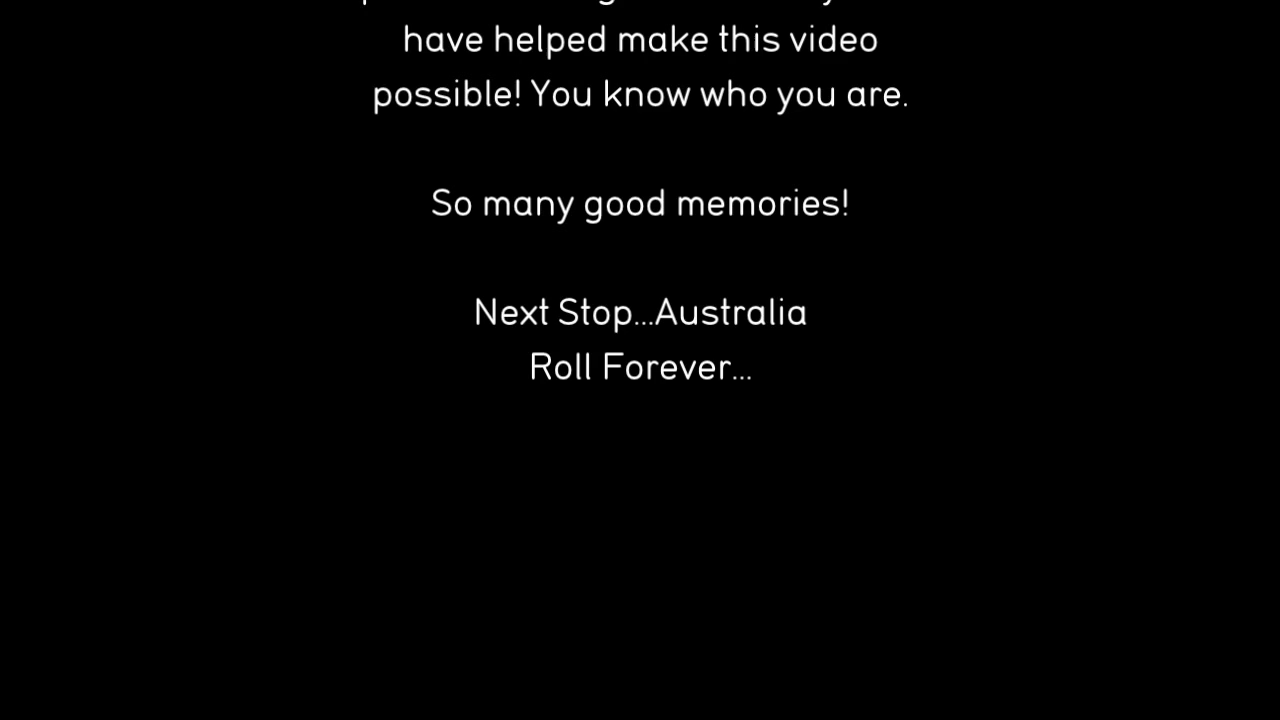 have helped make this video
possible! You know who you are.
So many good memories!
Next Stop...Australia
Roll Forever...